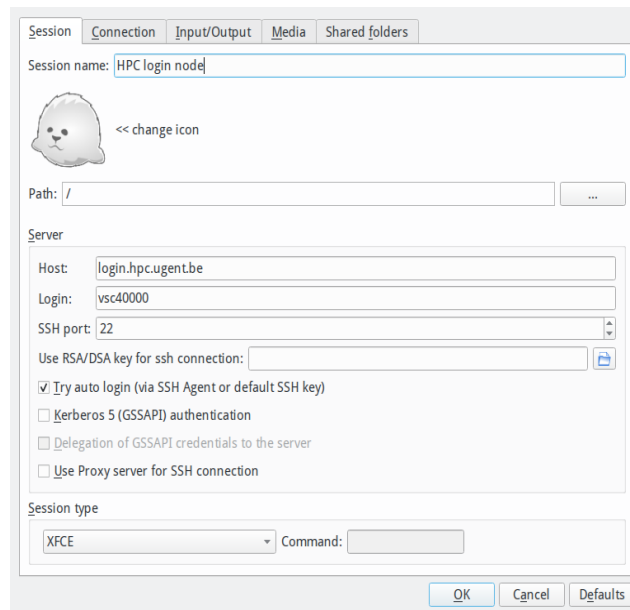 Session Connection Input/Output Media Shared folders
Session name: HPC login node
<< change icon
Path: / ...
Server
Host: login.hpc.ugent.be
Login: vsc40000
SSH port: 22
Use RSA/DSA key for ssh connection:
Try auto login (via SSH Agent or default SSH key)
Kerberos 5 (GSSAPI) authentication
Delegation of GSSAPI credentials to the server
Use Proxy server for SSH connection
Session type
XFCE Command:
OK Cancel Defaults